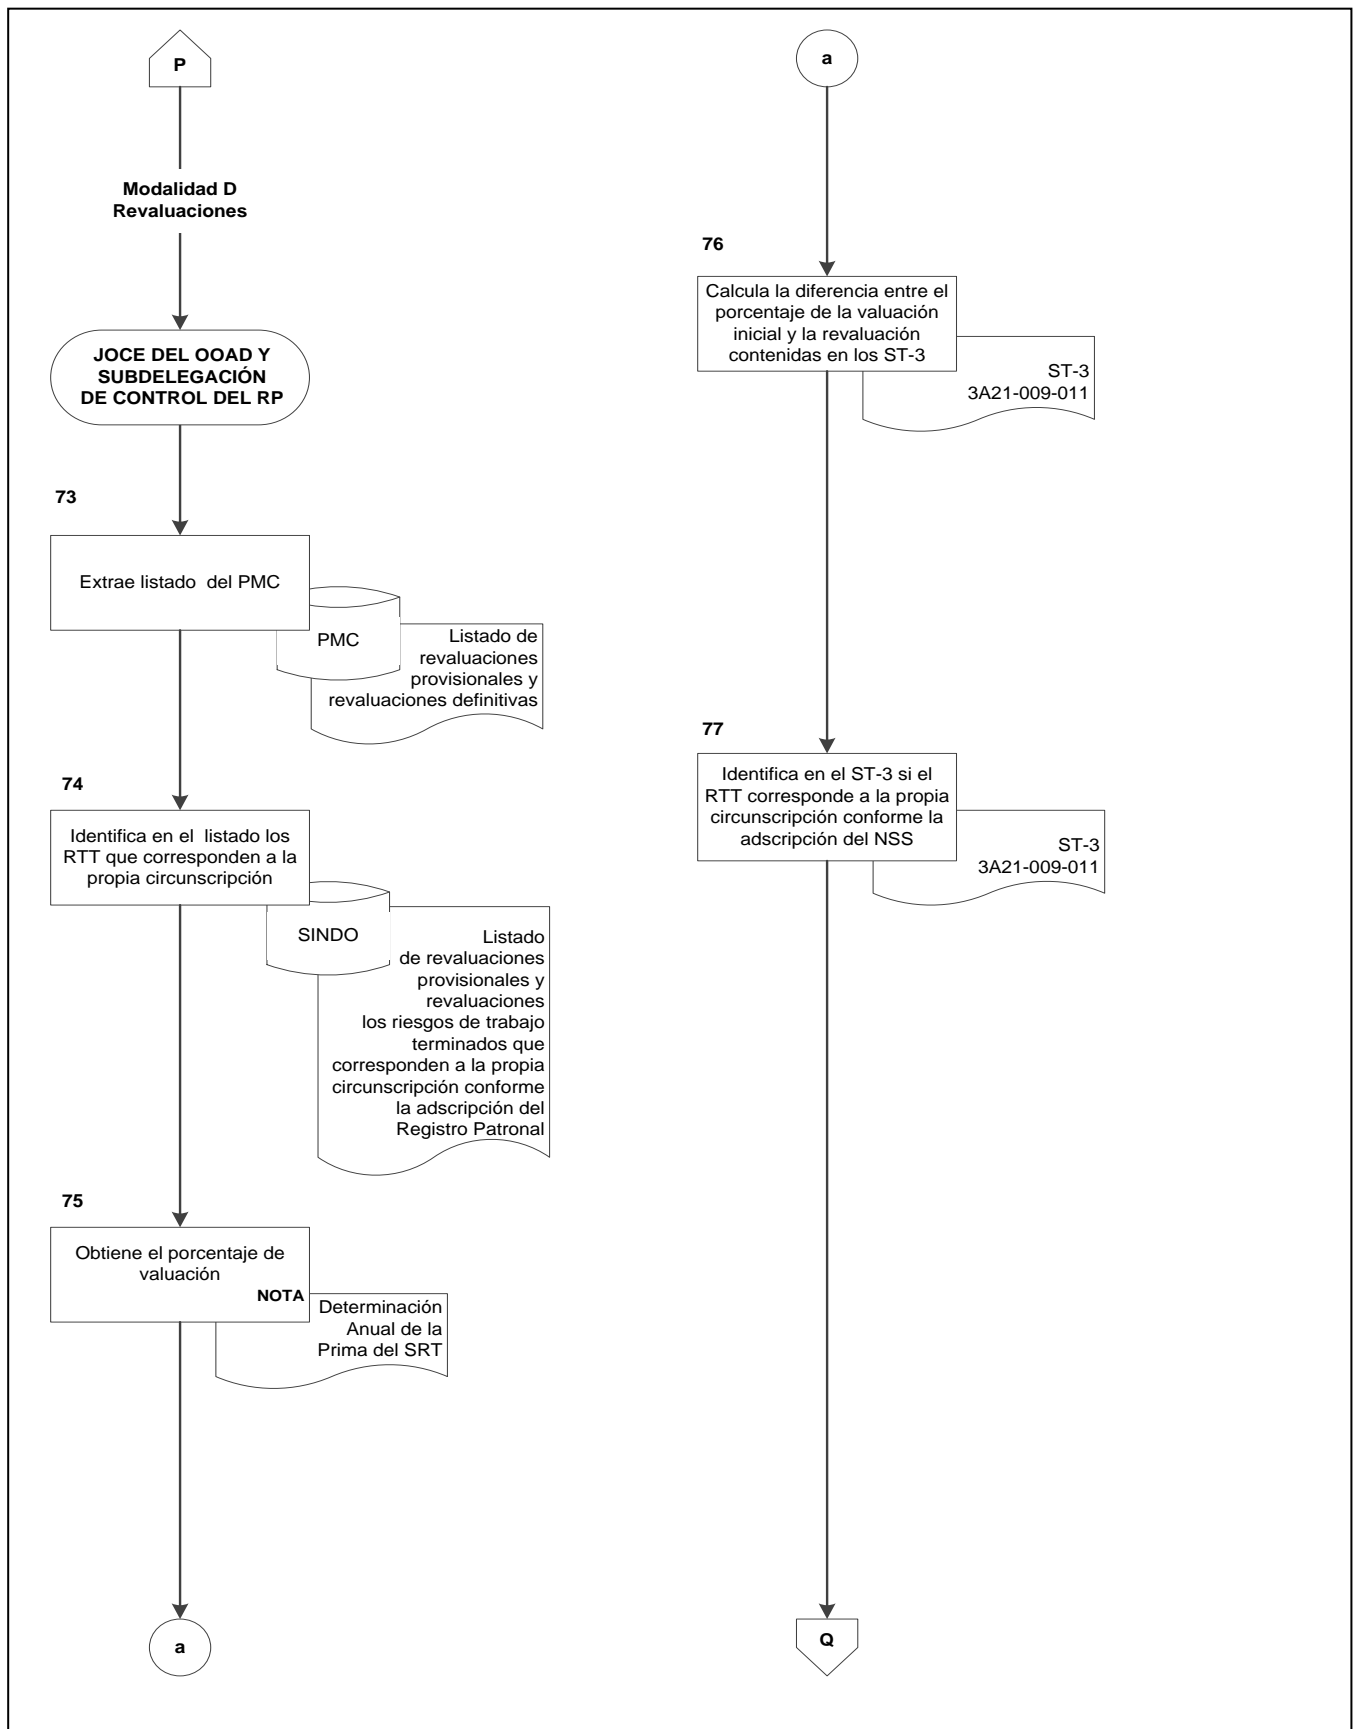 P
Modalidad D
Revaluaciones
JOCE DEL OOAD Y
SUBDELEGACIÓN
DE CONTROL DEL RP
73
Extrae listado del PMC
PMC
Listado de
revaluaciones
provisionales y
revaluaciones definitivas
74
Identifica en el listado los
RTT que corresponden a la
propia circunscripción
SINDO
Listado
de revaluaciones
provisionales y
revaluaciones
los riesgos de trabajo
terminados que
corresponden a la propia
circunscripción conforme
la adscripción del
Registro Patronal
75
Obtiene el porcentaje de
valuación
NOTA
Determinación
Anual de la
Prima del SRT
a
a
76
Calcula la diferencia entre el
porcentaje de la valuación
inicial y la revaluación
contenidas en los ST-3
ST-3
3A21-009-011
77
Identifica en el ST-3 si el
RTT corresponde a la propia
circunscripción conforme la
adscripción del NSS
ST-3
3A21-009-011
Q